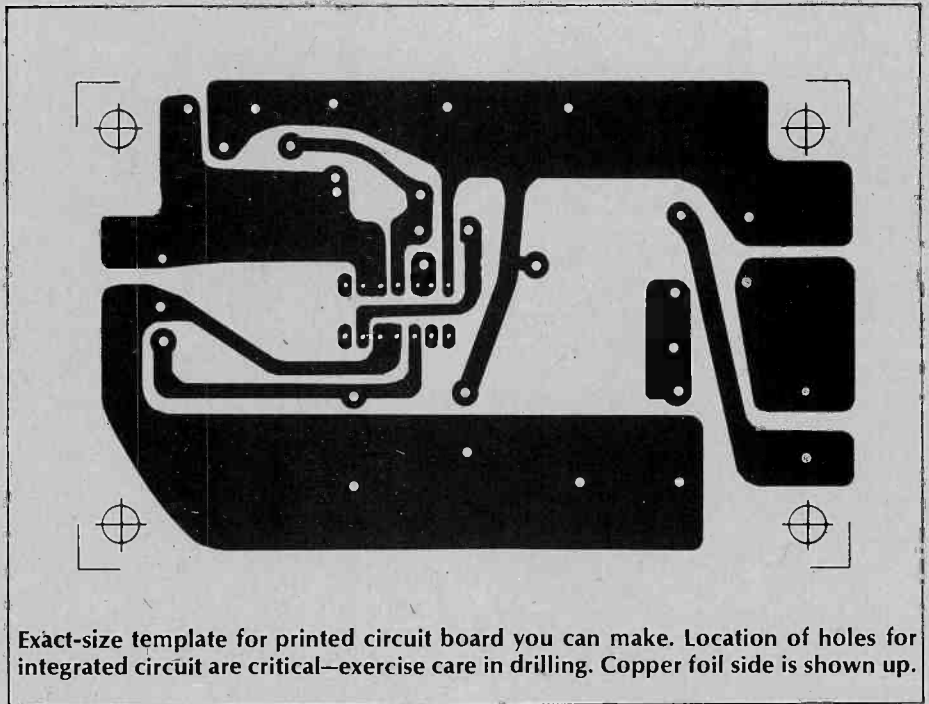 Exact-size template for printed circuit board you can make. Location of holes for
integrated circuit are critical—exercise care in drilling. Copper foil side is shown up.